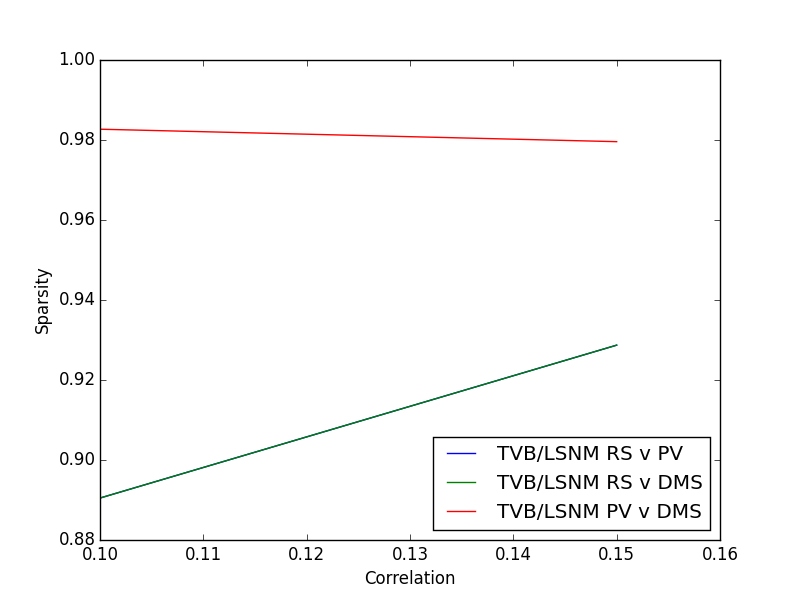 1.00
0.98
0.96
0.94
0.92
0.90
0.88
Sparsity
TVB/LSNM RS v PV
TVB/LSNM RS v DMS
TVB/LSNM PV v DMS
0.10 0.11 0.12 0.13 0.14 0.15 0.16
Correlation